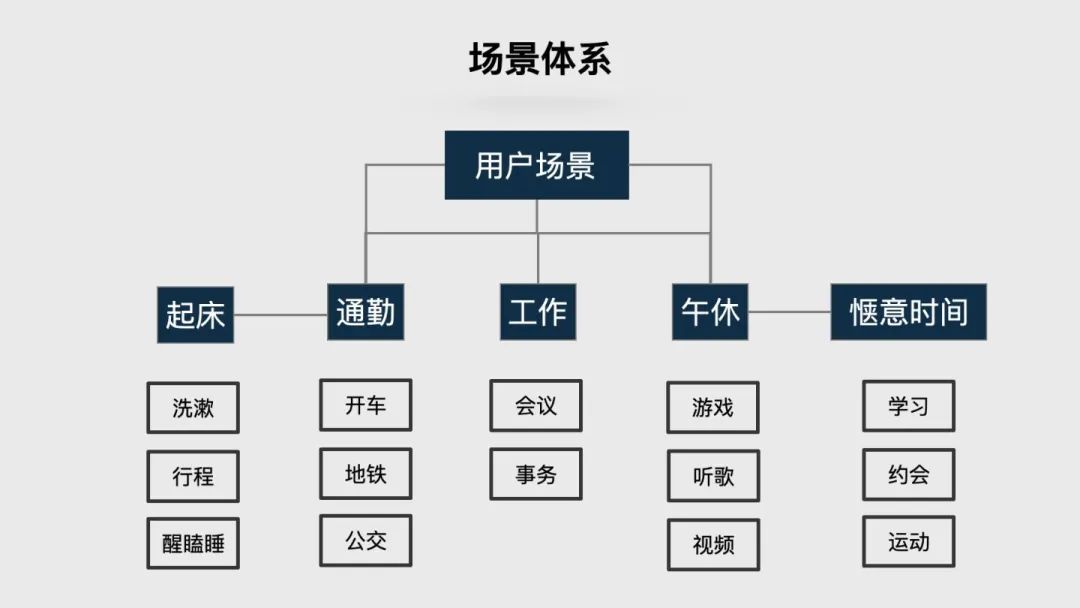 场景体系
用户场景
起床
通勤
工作
午休
惬意时间
洗漱
开车
会议
游戏
学习
行程
地铁
事务
听歌
约会
醒瞌睡
公交
视频
运动